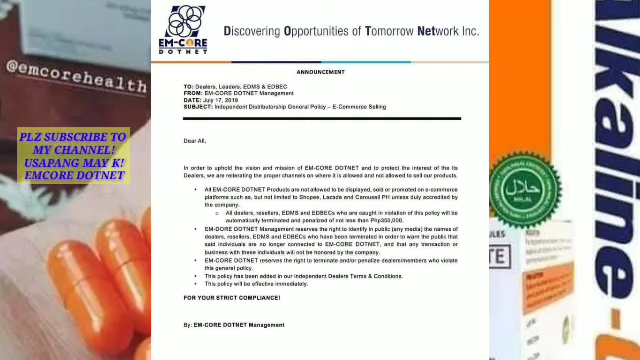 @emcorehealth
PLZ SUBSCRIBE TO
MY CHANNEL!
USAPANG MAY K!
EMCORE DOTNET
EM-CORE
DOTNET
Discovering Opportunities of Tomorrow Network Inc.
ANNOUNCEMENT
TO: Dealers, Leaders, EDMS & EDBEC
FROM: EM-CORE DOTNET Management
DATE: July 17, 2019
SUBJECT: Independent Distributorship General Policy – E-Commerce Selling
Dear All,
In order to uphold the vision and mission of EM-CORE DOTNET and to protect the interest of the its
Dealers, we are reiterating the proper channels on where it is allowed and not allowed to sell our products.
• All EM-CORE DOTNET Products are not allowed to be displayed, sold or promoted on e-commerce
platforms such as, but not limited to Shopee, Lazada and Carousell PH unless duly accredited by
the company.
o All dealers, resellers, EDMS and EDBECs who are caught in violation of this policy will be
automatically terminated and penalized of not less than Php350,000.
• EM-DORE DOTNET reserves the right to identify in public (any media) the names of
dealers, resellers, EDMS and EDBECs who have been terminated in order to warn the public that
said individuals are no longer connected to EM-CORE DOTNET, and that any transaction or
business with these individuals will not be honored by the company.
• EM-CORE DOTNET reserves the right to terminate and/or penalize dealers/members who violate
this general policy.
• This policy has been added in our independent Dealers Terms & Conditions.
• This policy will be effective immediately.
FOR YOUR STRICT COMPLIANCE!
By: EM-CORE DOTNET Management
حلال
HALAL
ULES
TE
Alkaline-C